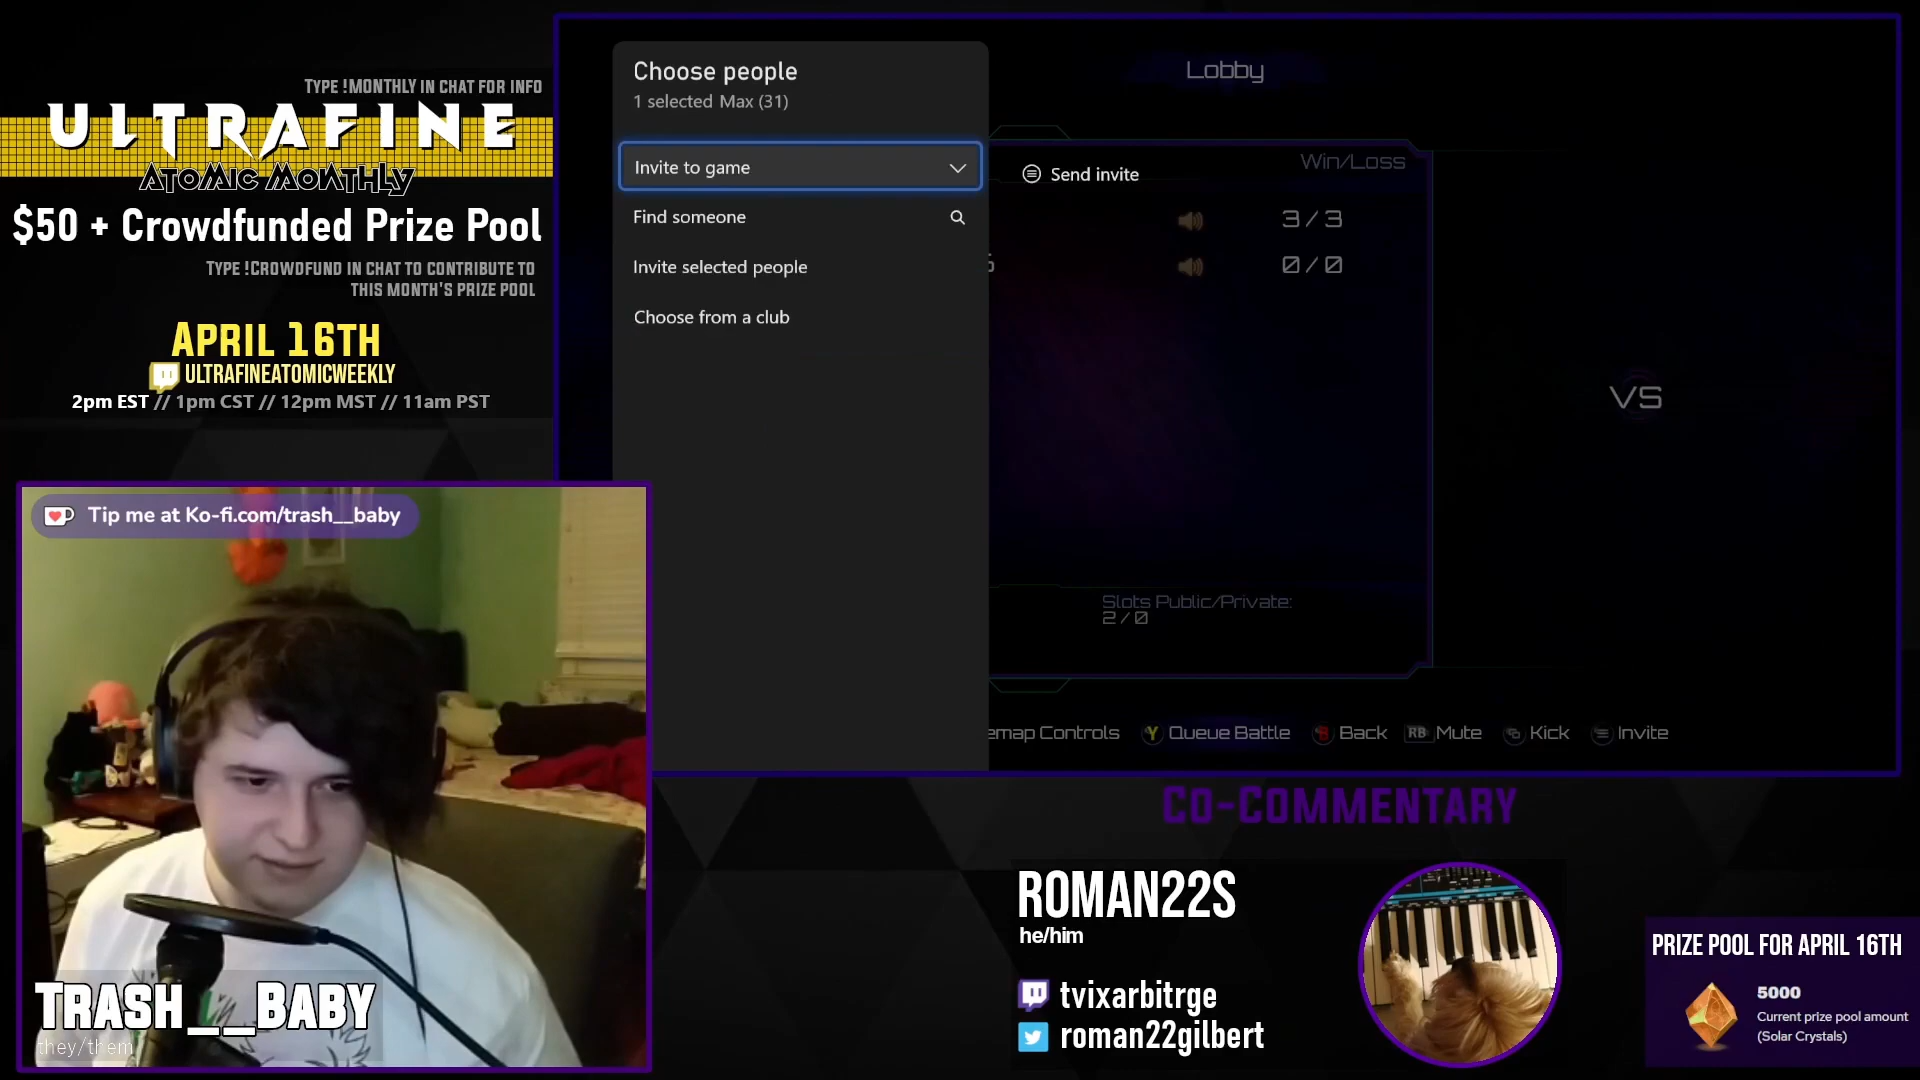 Type !Monthly in chat for info
ULTRAFINE
Atomic Monthly
$50 + Crowdfunded Prize Pool
Type !Crowdfund in chat to contribute to
this month's prize pool
April 16th
UltrafineAtomicWeekly
2pm EST // 1pm CST // 12pm MST // 11am PST
Choose people
1 selected Max (31)
Invite to game
Find someone
Invite selected people
Choose from a club
Send invite
Lobby
Win/Loss
3/3
0/0
VS
Slots Public/Private:
2/0
emap Controls
Y Queue Battle
B Back
RB Mute
Kick
Invite
Tip me at Ko-fi.com/trash__baby
Trash__Baby
they/them
Co-Commentary
Roman22s
he/him
tvixarbitrge
roman22gilbert
Prize Pool for April 16th
5000
Current prize pool amount
(Solar Crystals)